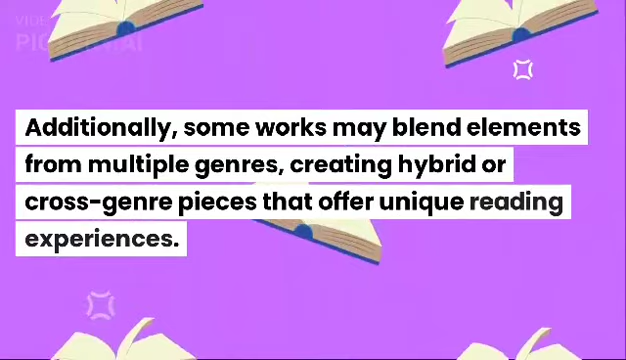 Additionally, some works may blend elements
from multiple genres, creating hybrid or
cross-genre pieces that offer unique reading
experiences.